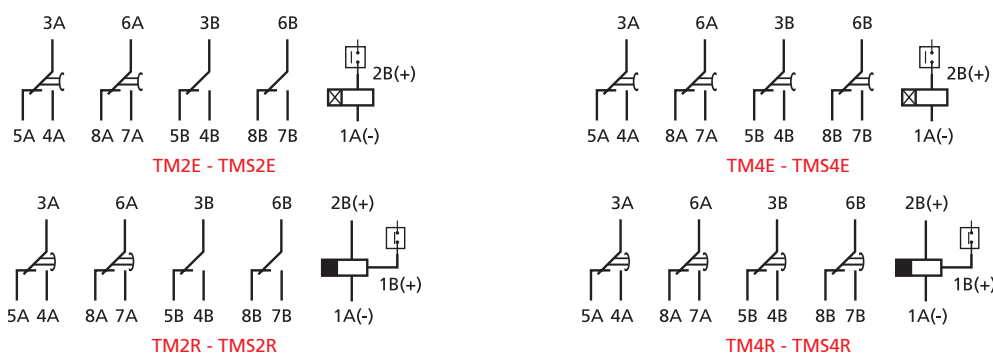 3A 6A 3B 6B
2B(+)
5A 4A 8A 7A 5B 4B 8B 7B 1A(-)
TM2E - TMS2E
3A 6A 3B 6B
2B(+)
5A 4A 8A 7A 5B 4B 8B 7B 1A(-)
TM4E - TMS4E
3A 6A 3B 6B 2B(+)
1B(+)
5A 4A 8A 7A 5B 4B 8B 7B 1A(-)
TM2R - TMS2R
3A 6A 3B 6B 2B(+)
1B(+)
5A 4A 8A 7A 5B 4B 8B 7B 1A(-)
TM4R - TMS4R